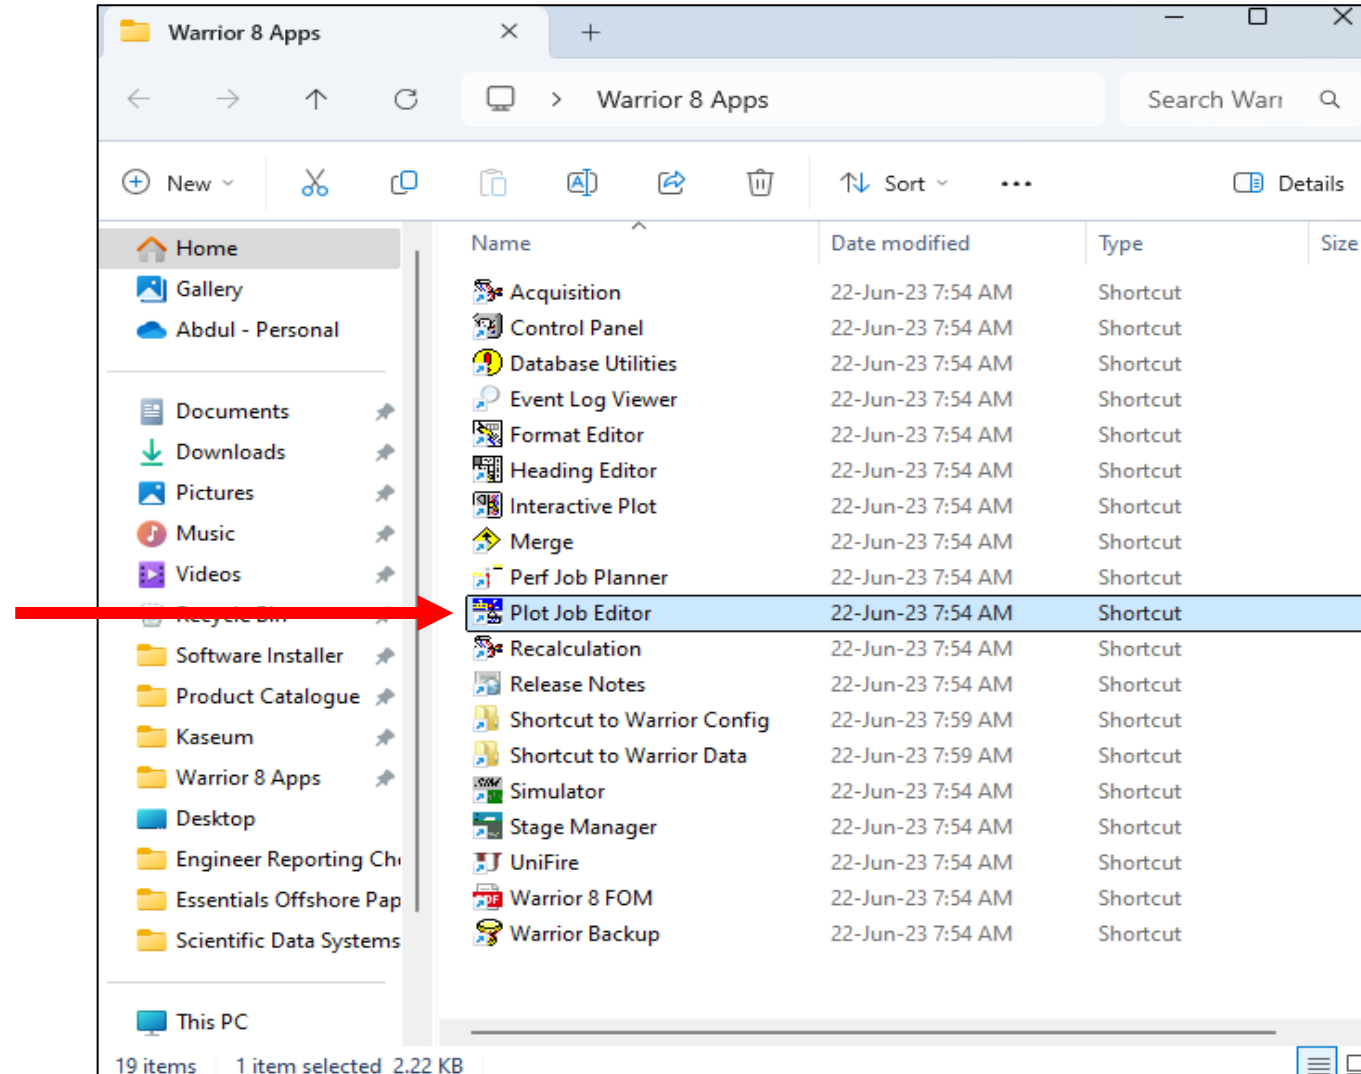 Warrior 8 Apps
Warrior 8 Apps
Search Warr
New
Sort
Details
Name Date modified Type Size
Home
Gallery
Abdul - Personal
Documents
Downloads
Pictures
Music
Videos
Recycle Bin
Software Installer
Product Catalogue
Kaseum
Warrior 8 Apps
Desktop
Engineer Reporting Che
Essentials Offshore Pap
Scientific Data Systems
This PC
Acquisition 22-Jun-23 7:54 AM Shortcut
Control Panel 22-Jun-23 7:54 AM Shortcut
Database Utilities 22-Jun-23 7:54 AM Shortcut
Event Log Viewer 22-Jun-23 7:54 AM Shortcut
Format Editor 22-Jun-23 7:54 AM Shortcut
Heading Editor 22-Jun-23 7:54 AM Shortcut
Interactive Plot 22-Jun-23 7:54 AM Shortcut
Merge 22-Jun-23 7:54 AM Shortcut
Perf Job Planner 22-Jun-23 7:54 AM Shortcut
Plot Job Editor 22-Jun-23 7:54 AM Shortcut
Recalculation 22-Jun-23 7:54 AM Shortcut
Release Notes 22-Jun-23 7:54 AM Shortcut
Shortcut to Warrior Config 22-Jun-23 7:59 AM Shortcut
Shortcut to Warrior Data 22-Jun-23 7:59 AM Shortcut
Simulator 22-Jun-23 7:54 AM Shortcut
Stage Manager 22-Jun-23 7:54 AM Shortcut
UniFire 22-Jun-23 7:54 AM Shortcut
Warrior 8 FOM 22-Jun-23 7:54 AM Shortcut
Warrior Backup 22-Jun-23 7:54 AM Shortcut
19 items 1 item selected 2.22 KB